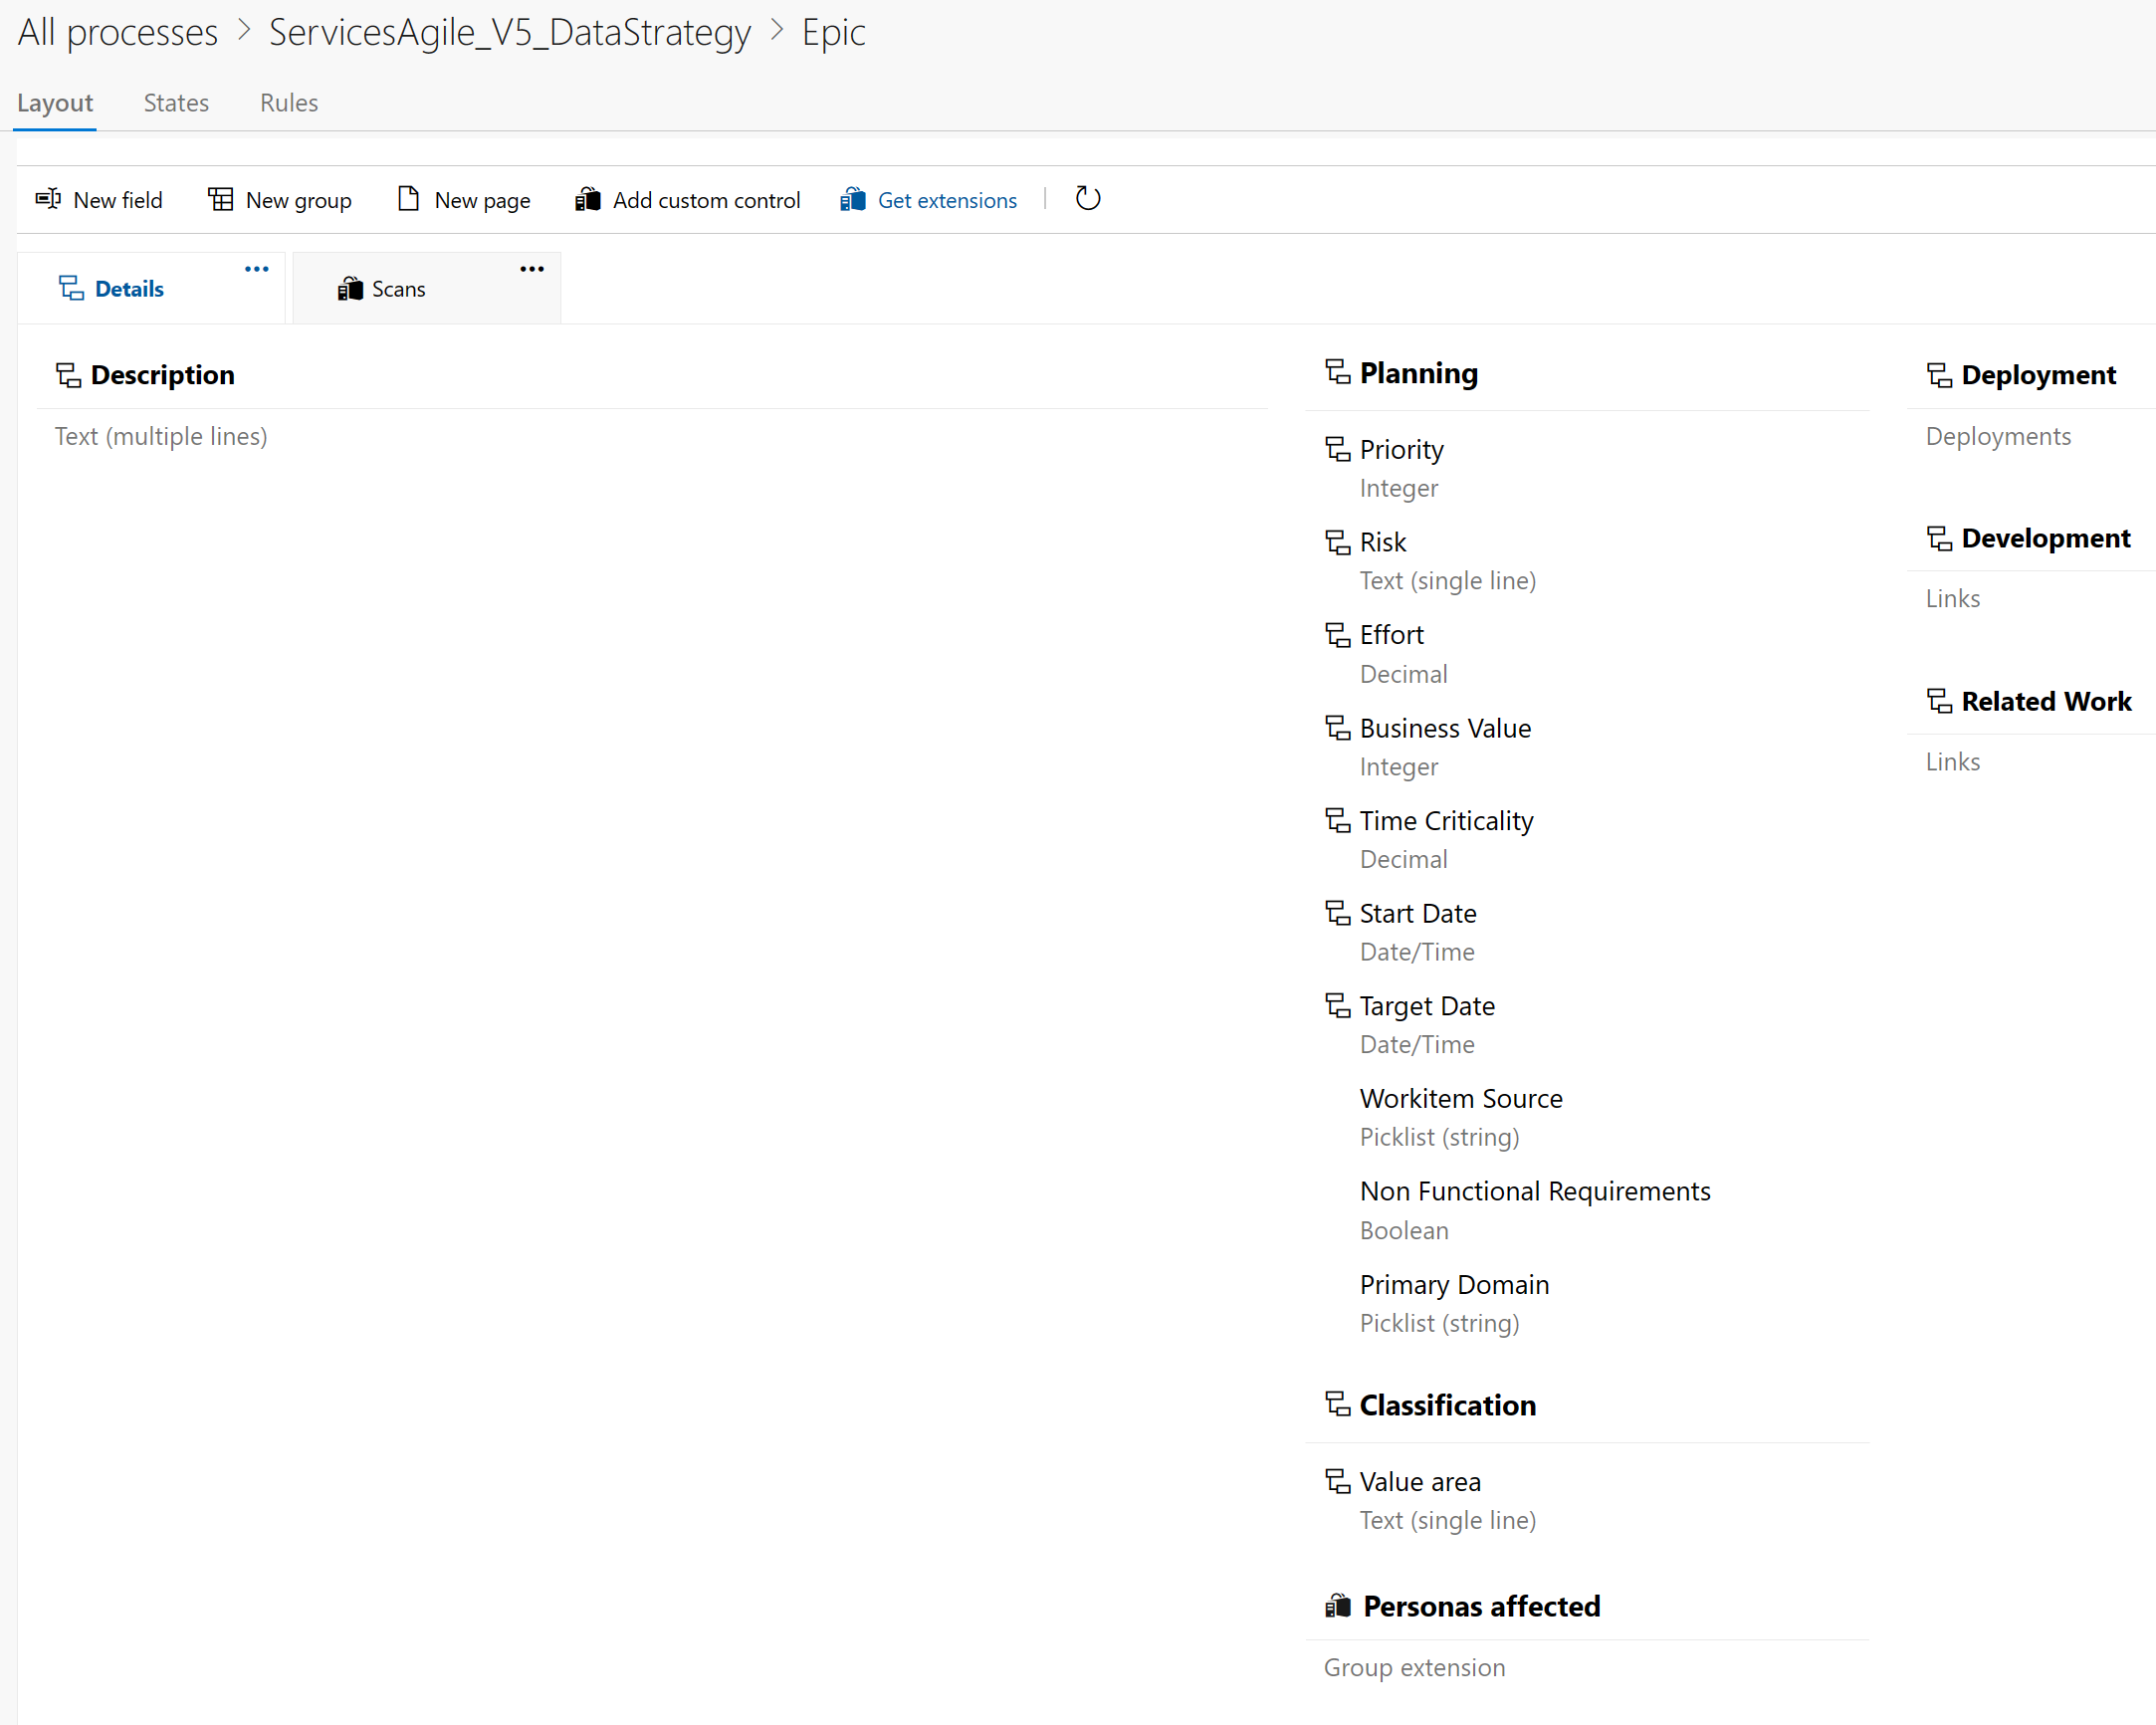 All processes > ServicesAgile_V5_DataStrategy > Epic
Layout States Rules
New field New group New page Add custom control Get extensions
Details Scans
Description
Text (multiple lines)
Planning
Priority
Integer
Risk
Text (single line)
Effort
Decimal
Business Value
Integer
Time Criticality
Decimal
Start Date
Date/Time
Target Date
Date/Time
Workitem Source
Picklist (string)
Non Functional Requirements
Boolean
Primary Domain
Picklist (string)
Classification
Value area
Text (single line)
Personas affected
Group extension
Deployment
Deployments
Development
Links
Related Work
Links